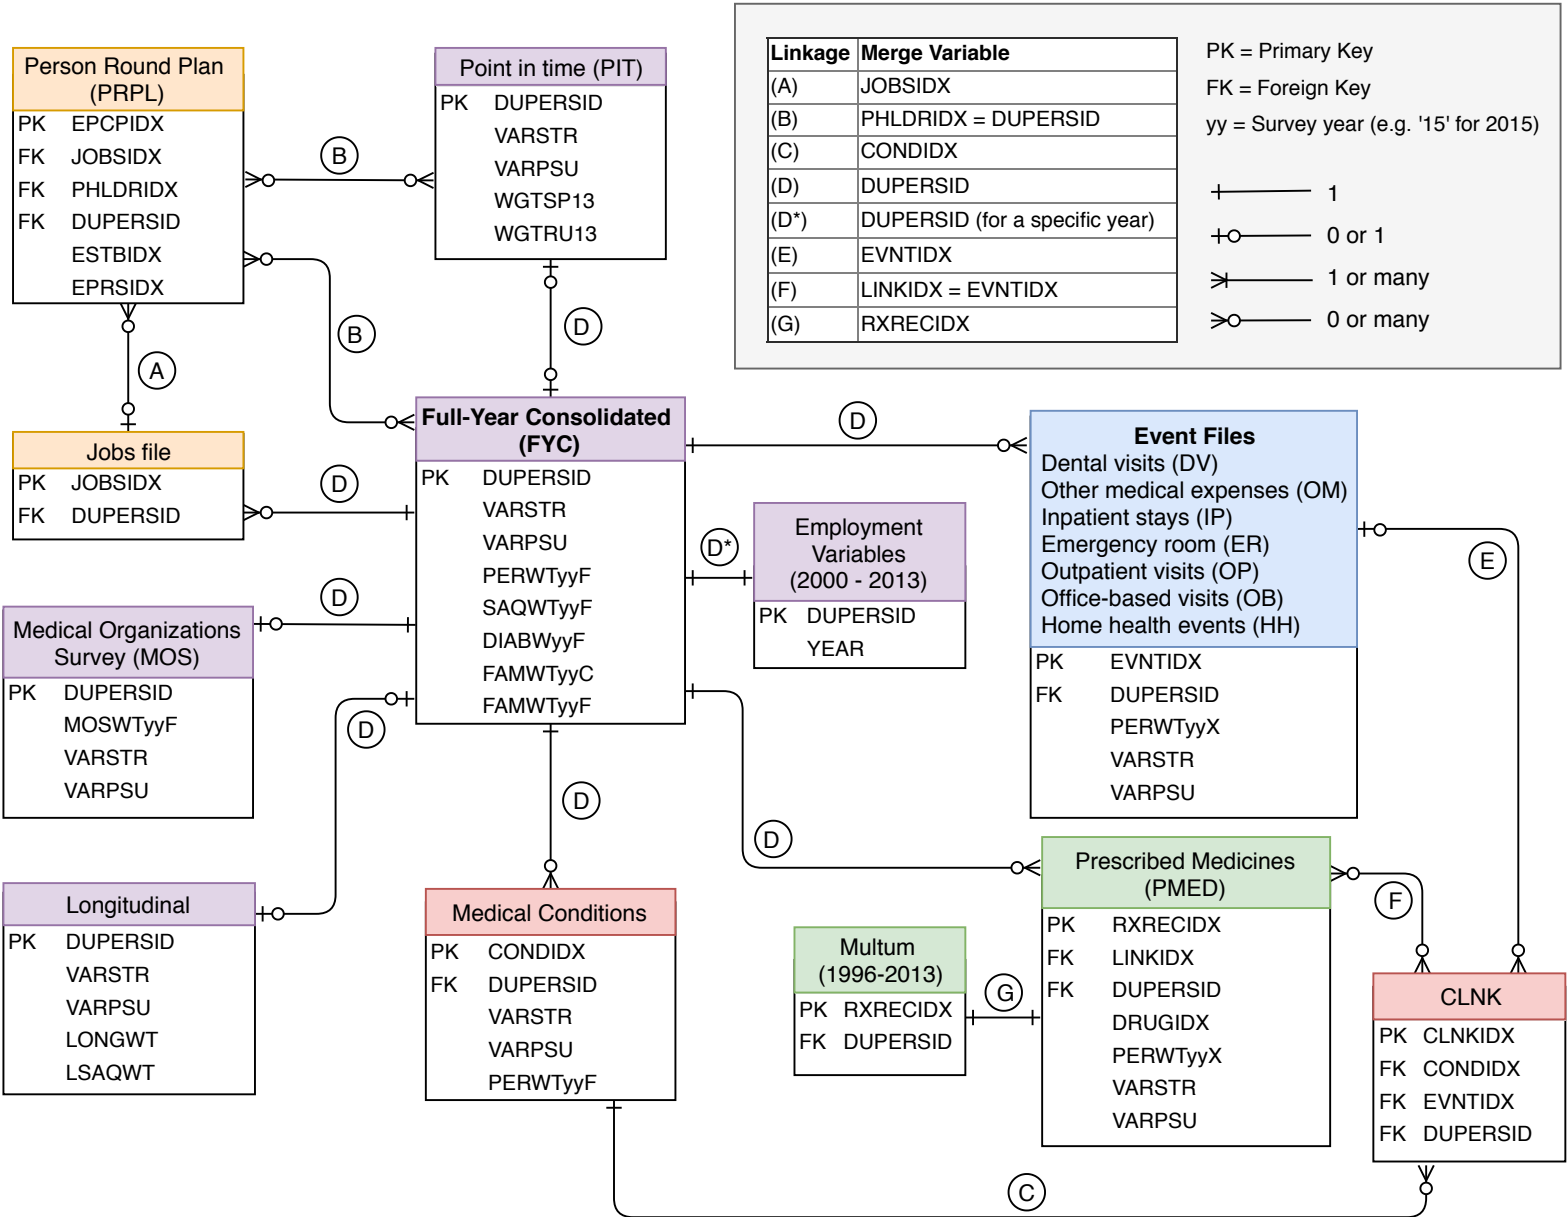 Linkage Merge Variable
(A) JOBSIDX
(B) PHLDRIDX = DUPERSID
(C) CONDIDX
(D) DUPERSID
(D*) DUPERSID (for a specific year)
(E) EVNTIDX
(F) LINKIDX = EVNTIDX
(G) RXRECIDX
PK = Primary Key
FK = Foreign Key
yy = Survey year (e.g. '15' for 2015)
1
0 or 1
1 or many
0 or many
Person Round Plan
(PRPL)
PK EPCPIDX
FK JOBSIDX
FK PHLDRIDX
FK DUPERSID
ESTBIDX
EPRSIDX
B
Point in time (PIT)
PK DUPERSID
VARSTR
VARPSU
WGTSP13
WGTRU13
B
D
A
Jobs file
PK JOBSIDX
FK DUPERSID
D
Full-Year Consolidated
(FYC)
PK DUPERSID
VARSTR
VARPSU
PERWTyyF
SAQWTyyF
DIABWyyF
FAMWTyyC
FAMWTyyF
D
Event Files
Dental visits (DV)
Other medical expenses (OM)
Inpatient stays (IP)
Emergency room (ER)
Outpatient visits (OP)
Office-based visits (OB)
Home health events (HH)
PK EVNTIDX
FK DUPERSID
PERWTyyX
VARSTR
VARPSU
D*
Employment
Variables
(2000 - 2013)
PK DUPERSID
YEAR
E
D
Medical Organizations
Survey (MOS)
PK DUPERSID
MOSWTyyF
VARSTR
VARPSU
D
D
D
Longitudinal
PK DUPERSID
VARSTR
VARPSU
LONGWT
LSAQWT
Medical Conditions
PK CONDIDX
FK DUPERSID
VARSTR
VARPSU
PERWTyyF
Multum
(1996-2013)
PK RXRECIDX
FK DUPERSID
G
Prescribed Medicines
(PMED)
PK RXRECIDX
FK LINKIDX
FK DUPERSID
DRUGIDX
PERWTyyX
VARSTR
VARPSU
F
CLNK
PK CLNKIDX
FK CONDIDX
FK EVNTIDX
FK DUPERSID
C